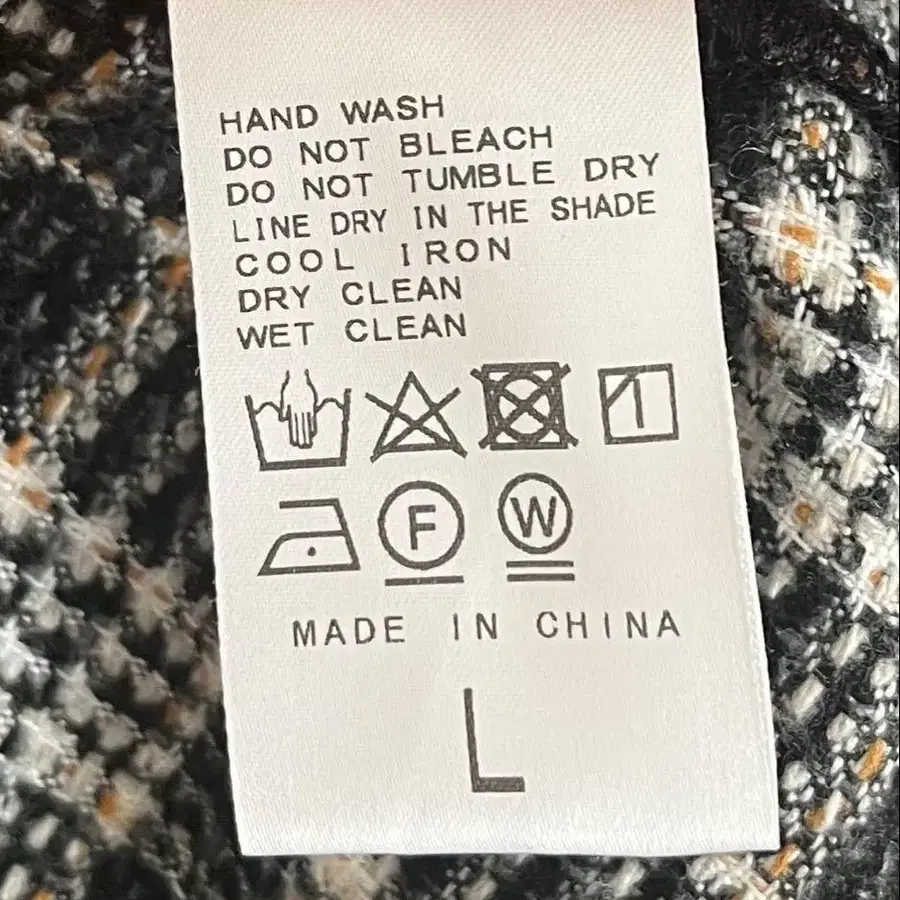 HAND WASH
DO NOT BLEACH
DO NOT TUMBLE DRY
LINE DRY IN THE SHADE
COOL IRON
DRY CLEAN
WET CLEAN
F W
MADE IN CHINA
L